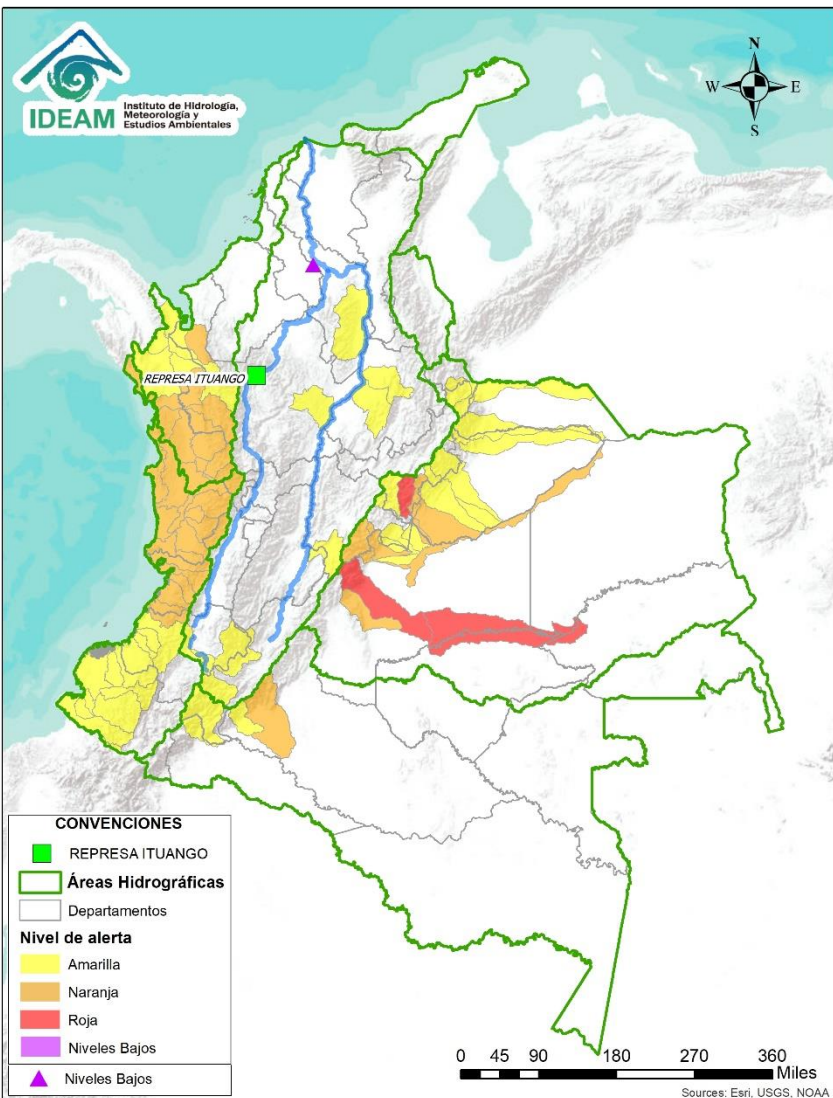 IDEAM
Instituto de Hidrología,
Meteorología y
Estudios Ambientales
N
W
E
S
REPRESA ITUANGO
CONVENCIONES
REPRESA ITUANGO
Áreas Hidrográficas
Departamentos
Nivel de alerta
Amarilla
Naranja
Roja
Niveles Bajos
Niveles Bajos
0 45 90 180 270 360
Miles
Sources: Esri, USGS, NOAA